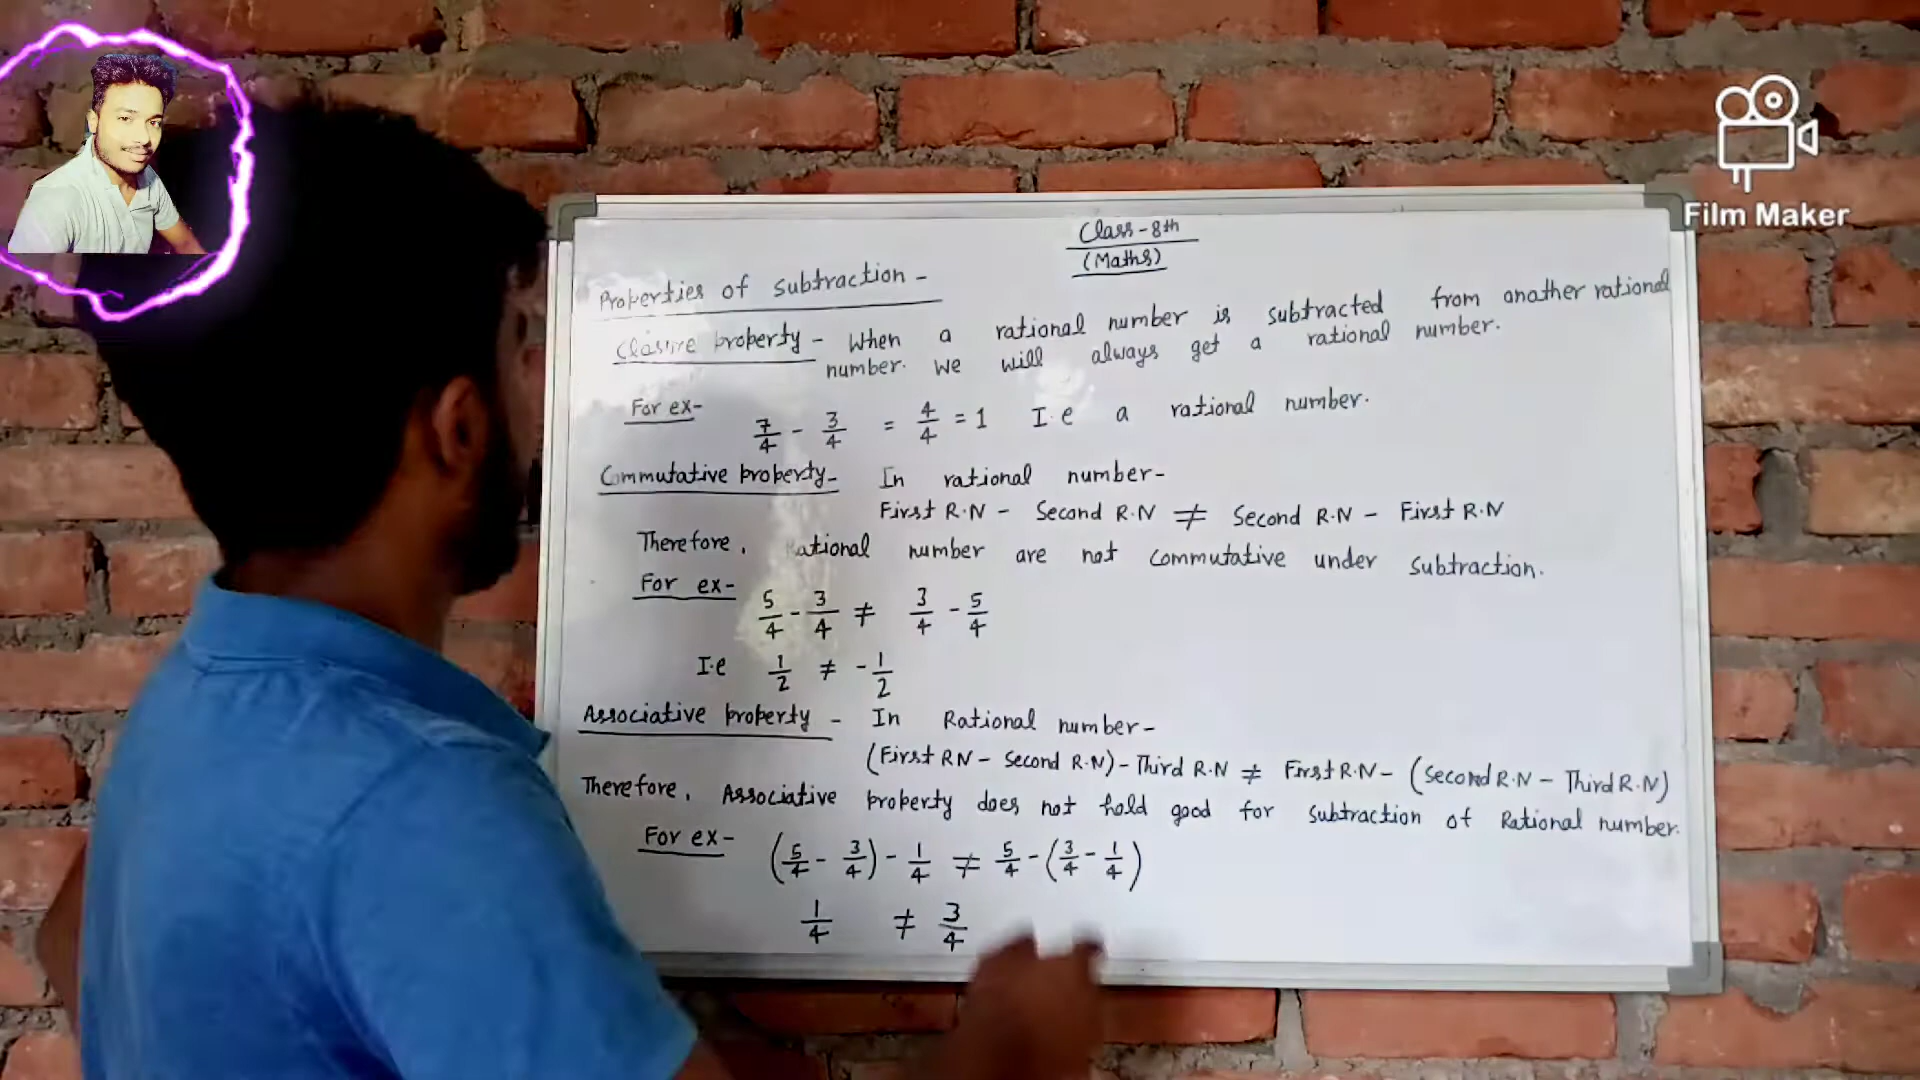 Class-8th
(Maths)
Film Maker
Properties of subtraction -
Closure property - When a rational number is subtracted from another rational
number. we will always get a rational number.
For ex- 7/4 - 3/4 = 4/4 = 1 I.e a rational number.
Commutative property- In rational number-
First R.N - Second R.N ≠ Second R.N - First R.N
Therefore, Rational number are not commutative under subtraction.
For ex- 5/4 - 3/4 ≠ 3/4 - 5/4
I.e 1/2 ≠ -1/2
Associative property - In Rational number-
(First RN - Second R.N) - Third R.N ≠ First R.N - (Second R.N - Third R.N)
Therefore, Associative property does not hold good for subtraction of Rational number.
For ex- (5/4 - 3/4) - 1/4 ≠ 5/4 - (3/4 - 1/4)
1/4 ≠ 3/4